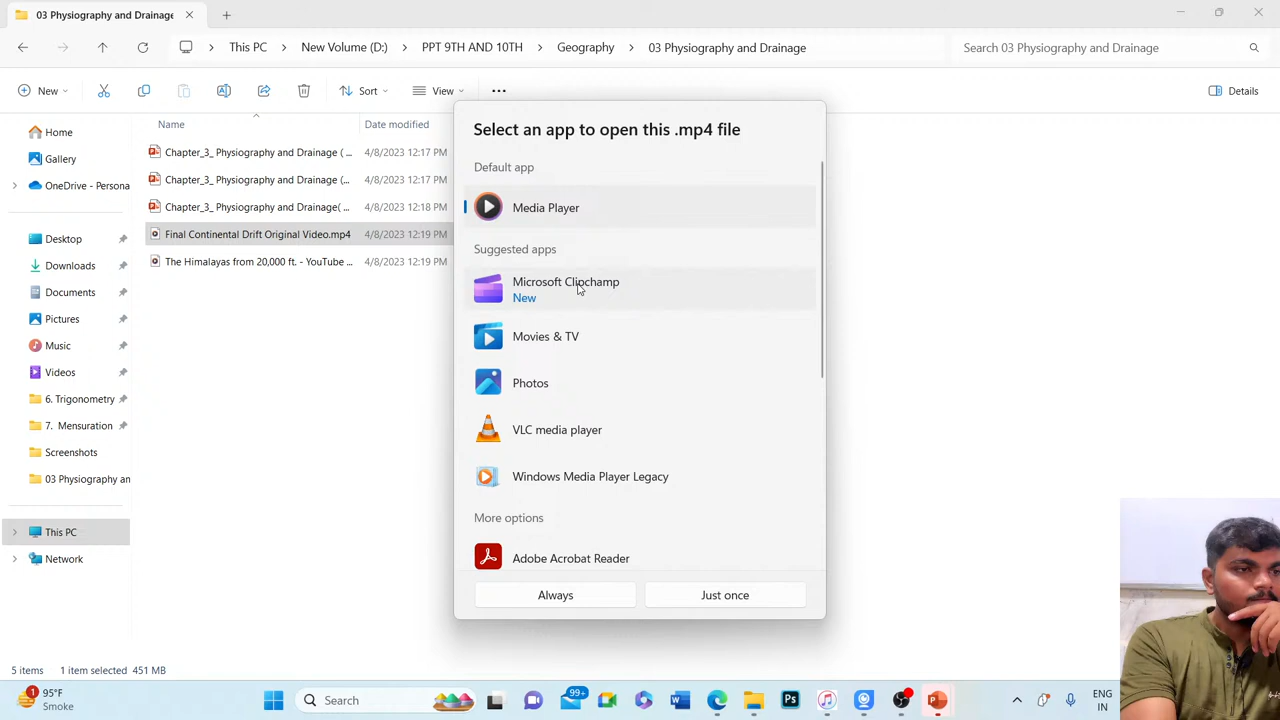 03 Physiography and Drainage
This PC > New Volume (D:) > PPT 9TH AND 10TH > Geography > 03 Physiography and Drainage
Search 03 Physiography and Drainage
New
Sort
View
Details
Home
Gallery
OneDrive - Persona
Desktop
Downloads
Documents
Pictures
Music
Videos
6. Trigonometry
7. Mensuration
Screenshots
03 Physiography an
This PC
Network
Name Date modified
Chapter_3_ Physiography and Drainage ( ... 4/8/2023 12:17 PM
Chapter_3_ Physiography and Drainage (... 4/8/2023 12:17 PM
Chapter_3_ Physiography and Drainage( ... 4/8/2023 12:18 PM
Final Continental Drift Original Video.mp4 4/8/2023 12:19 PM
The Himalayas from 20,000 ft. - YouTube ... 4/8/2023 12:19 PM
Select an app to open this .mp4 file
Default app
Media Player
Suggested apps
Microsoft Clipchamp
New
Movies & TV
Photos
VLC media player
Windows Media Player Legacy
More options
Adobe Acrobat Reader
Always
Just once
5 items 1 item selected 451 MB
1
95°F
Smoke
Search
99+
Ps
ENG
IN